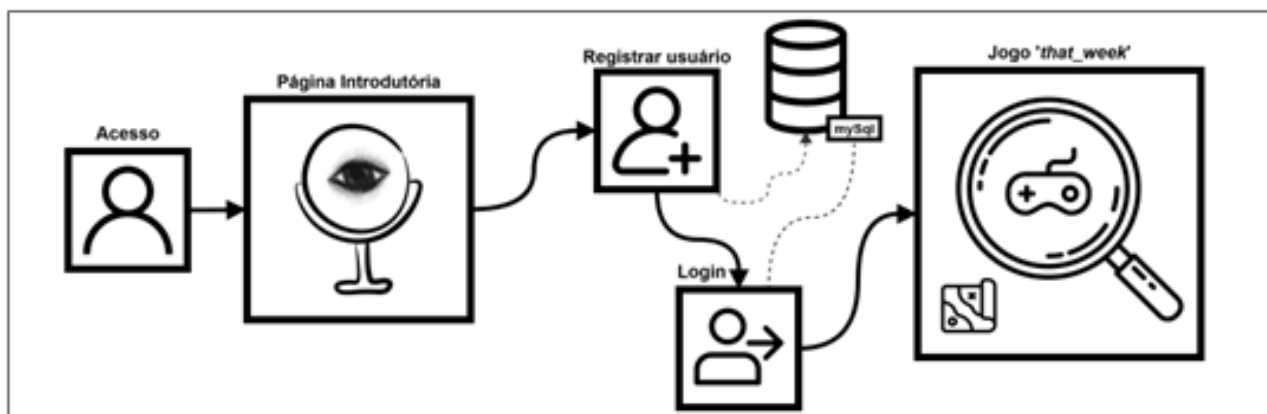 Acesso
Página Introdutória
Registrar usuário
mySql
Login
Jogo 'that_week'